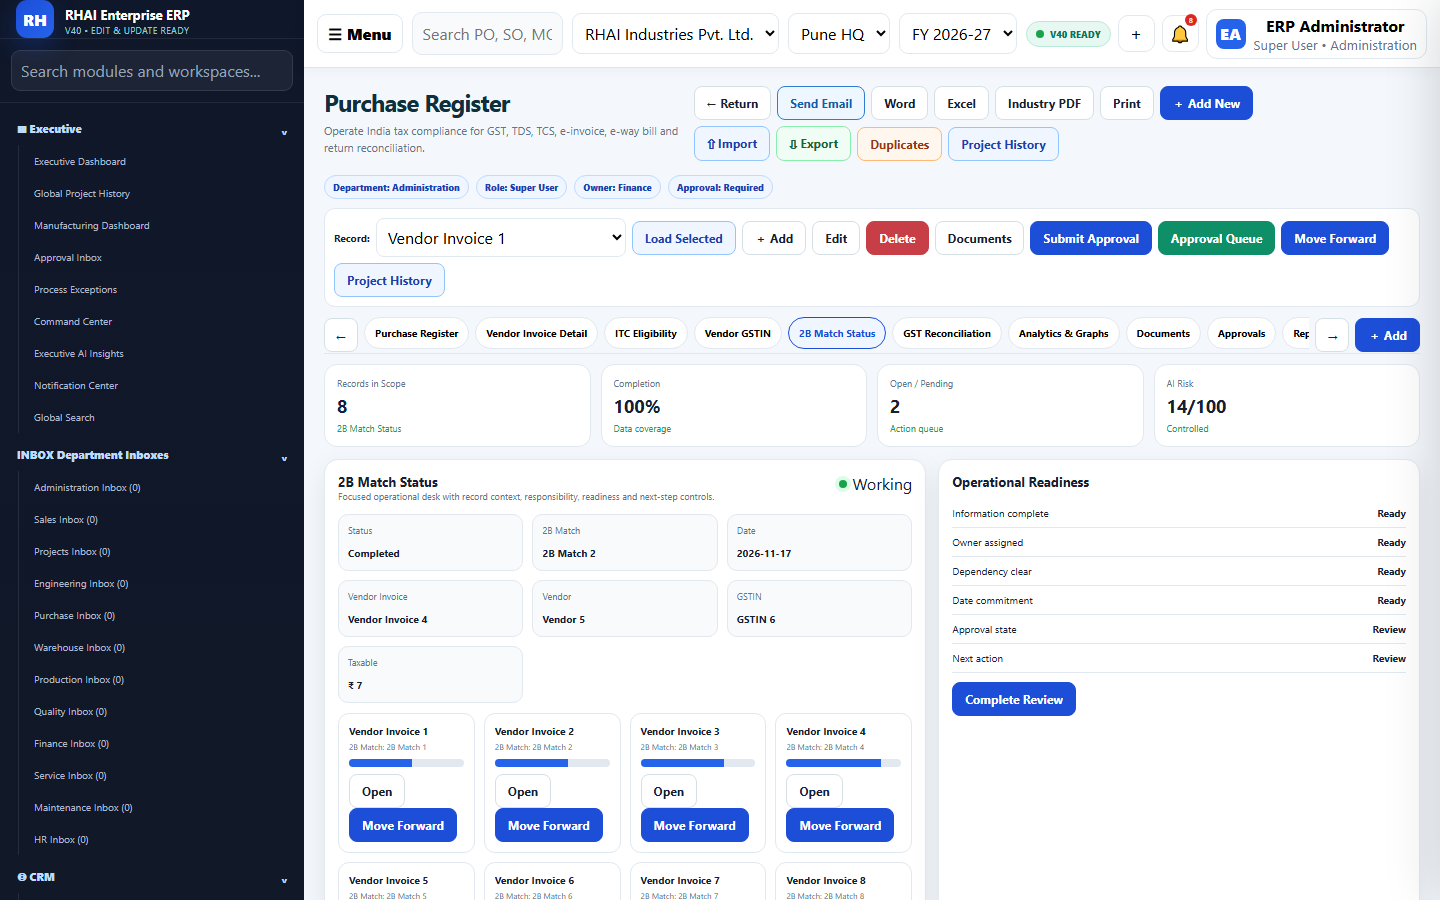 RH
RHAI Enterprise ERP
V40 • EDIT & UPDATE READY
Search modules and workspaces...
Executive
Executive Dashboard
Global Project History
Manufacturing Dashboard
Approval Inbox
Process Exceptions
Command Center
Executive AI Insights
Notification Center
Global Search
INBOX Department Inboxes
Administration Inbox (0)
Sales Inbox (0)
Projects Inbox (0)
Engineering Inbox (0)
Purchase Inbox (0)
Warehouse Inbox (0)
Production Inbox (0)
Quality Inbox (0)
Finance Inbox (0)
Service Inbox (0)
Maintenance Inbox (0)
HR Inbox (0)
CRM
☰ Menu
Search PO, SO, MO
RHAI Industries Pvt. Ltd.
Pune HQ
FY 2026-27
V40 READY
+
8
EA
ERP Administrator
Super User • Administration
Purchase Register
Operate India tax compliance for GST, TDS, TCS, e-invoice, e-way bill and
return reconciliation.
← Return
Send Email
Word
Excel
Industry PDF
Print
+ Add New
⇧ Import
⇩ Export
Duplicates
Project History
Department: Administration
Role: Super User
Owner: Finance
Approval: Required
Record:
Vendor Invoice 1
Load Selected
+ Add
Edit
Delete
Documents
Submit Approval
Approval Queue
Move Forward
Project History
←
Purchase Register
Vendor Invoice Detail
ITC Eligibility
Vendor GSTIN
2B Match Status
GST Reconciliation
Analytics & Graphs
Documents
Approvals
Rep
→
+ Add
Records in Scope
8
2B Match Status
Completion
100%
Data coverage
Open / Pending
2
Action queue
AI Risk
14/100
Controlled
2B Match Status
Focused operational desk with record context, responsibility, readiness and next-step controls.
Working
Status
Completed
2B Match
2B Match 2
Date
2026-11-17
Vendor Invoice
Vendor Invoice 4
Vendor
Vendor 5
GSTIN
GSTIN 6
Taxable
₹ 7
Vendor Invoice 1
2B Match: 2B Match 1
Open
Move Forward
Vendor Invoice 2
2B Match: 2B Match 2
Open
Move Forward
Vendor Invoice 3
2B Match: 2B Match 3
Open
Move Forward
Vendor Invoice 4
2B Match: 2B Match 4
Open
Move Forward
Vendor Invoice 5
2B Match: 2B Match 5
Vendor Invoice 6
2B Match: 2B Match 6
Vendor Invoice 7
2B Match: 2B Match 7
Vendor Invoice 8
2B Match: 2B Match 8
Operational Readiness
Information complete Ready
Owner assigned Ready
Dependency clear Ready
Date commitment Ready
Approval state Review
Next action Review
Complete Review